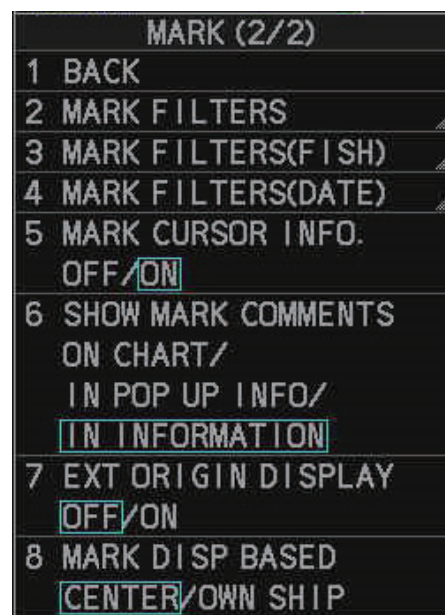 MARK (2/2)
1 BACK
2 MARK FILTERS
3 MARK FILTERS(FISH)
4 MARK FILTERS(DATE)
5 MARK CURSOR INFO.
OFF/ON
6 SHOW MARK COMMENTS
ON CHART/
IN POP UP INFO/
IN INFORMATION
7 EXT ORIGIN DISPLAY
OFF/ON
8 MARK DISP BASED
CENTER/OWN SHIP